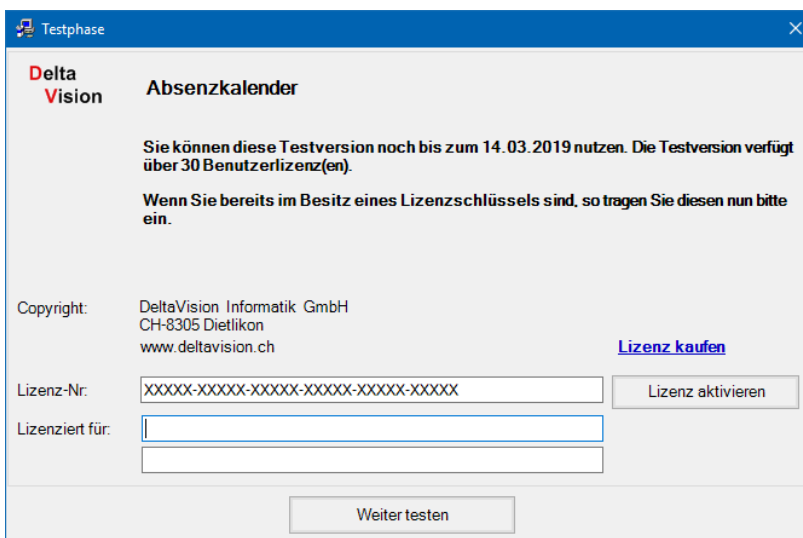 Testphase
Delta
Vision
Absenzkalender
Sie können diese Testversion noch bis zum 14.03.2019 nutzen. Die Testversion verfügt
über 30 Benutzerlizenz(en).
Wenn Sie bereits im Besitz eines Lizenzschlüssels sind, so tragen Sie diesen nun bitte
ein.
Copyright:
DeltaVision Informatik GmbH
CH-8305 Dietlikon
www.deltavision.ch
Lizenz kaufen
Lizenz-Nr:
XXXXX-XXXXX-XXXXX-XXXXX-XXXXX-XXXXX
Lizenz aktivieren
Lizenziert für:
Weiter testen